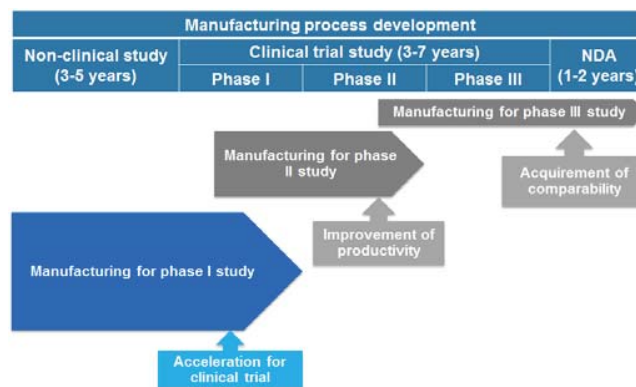 Manufacturing process development
Non-clinical study
(3-5 years)
Clinical trial study (3-7 years)
NDA
(1-2 years)
Phase I
Phase II
Phase III
Manufacturing for phase III study
Manufacturing for phase
II study
Acquirement of
comparability
Improvement of
productivity
Manufacturing for phase I study
Acceleration for
clinical trial